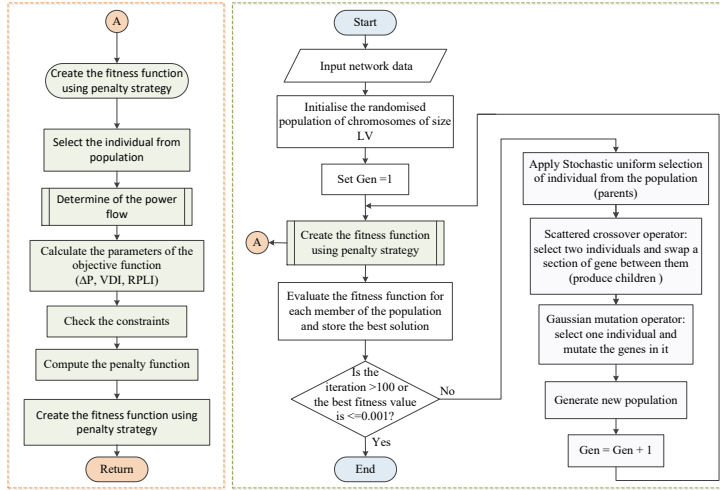 A
Create the fitness function
using penalty strategy
Select the individual from
population
Determine of the power
flow
Calculate the parameters of the
objective function
(ΔP, VDI, RPLI)
Check the constraints
Compute the penalty function
Create the fitness function using
penalty strategy
Return
Start
Input network data
Initialise the randomised
population of chromosomes of size
LV
Set Gen =1
A
Create the fitness function
using penalty strategy
Evaluate the fitness function for
each member of the population
and store the best solution
Is the
iteration >100 or
the best fitness value
is <=0.001?
No
Yes
End
Apply Stochastic uniform selection
of individual from the population
(parents)
Scattered crossover operator:
select two individuals and swap a
section of gene between them
(produce children )
Gaussian mutation operator:
select one individual and
mutate the genes in it
Generate new population
Gen = Gen + 1